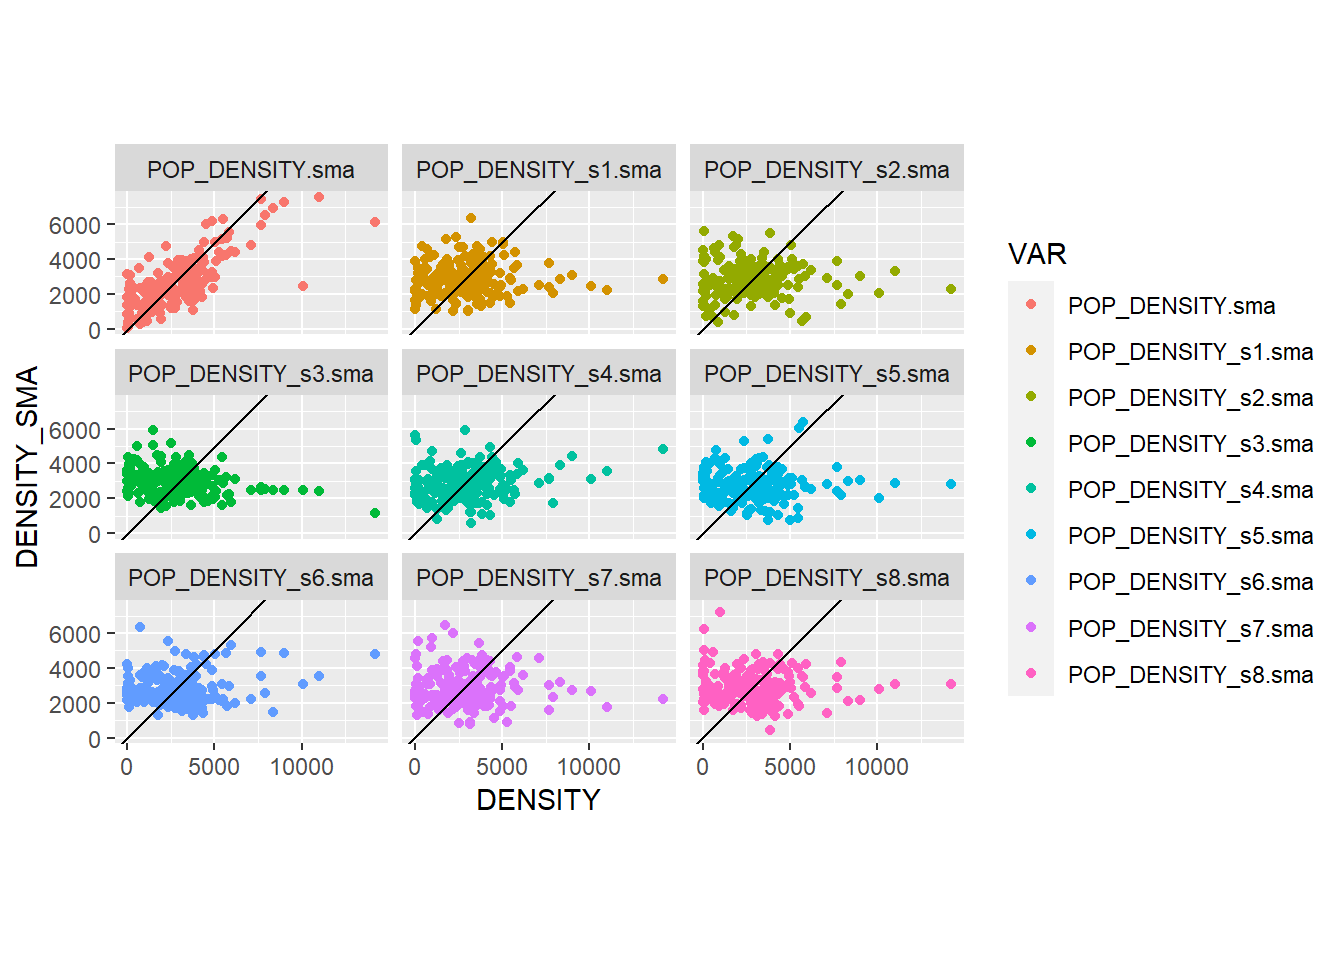 POP_DENSITY.sma
POP_DENSITY_s1.sma
POP_DENSITY_s2.sma
6000
4000
2000
0
POP_DENSITY_s3.sma
POP_DENSITY_s4.sma
POP_DENSITY_s5.sma
6000
4000
2000
0
POP_DENSITY_s6.sma
POP_DENSITY_s7.sma
POP_DENSITY_s8.sma
6000
4000
2000
0
0 5000 10000
0 5000 10000
0 5000 10000
DENSITY
DENSITY_SMA
VAR
POP_DENSITY.sma
POP_DENSITY_s1.sma
POP_DENSITY_s2.sma
POP_DENSITY_s3.sma
POP_DENSITY_s4.sma
POP_DENSITY_s5.sma
POP_DENSITY_s6.sma
POP_DENSITY_s7.sma
POP_DENSITY_s8.sma